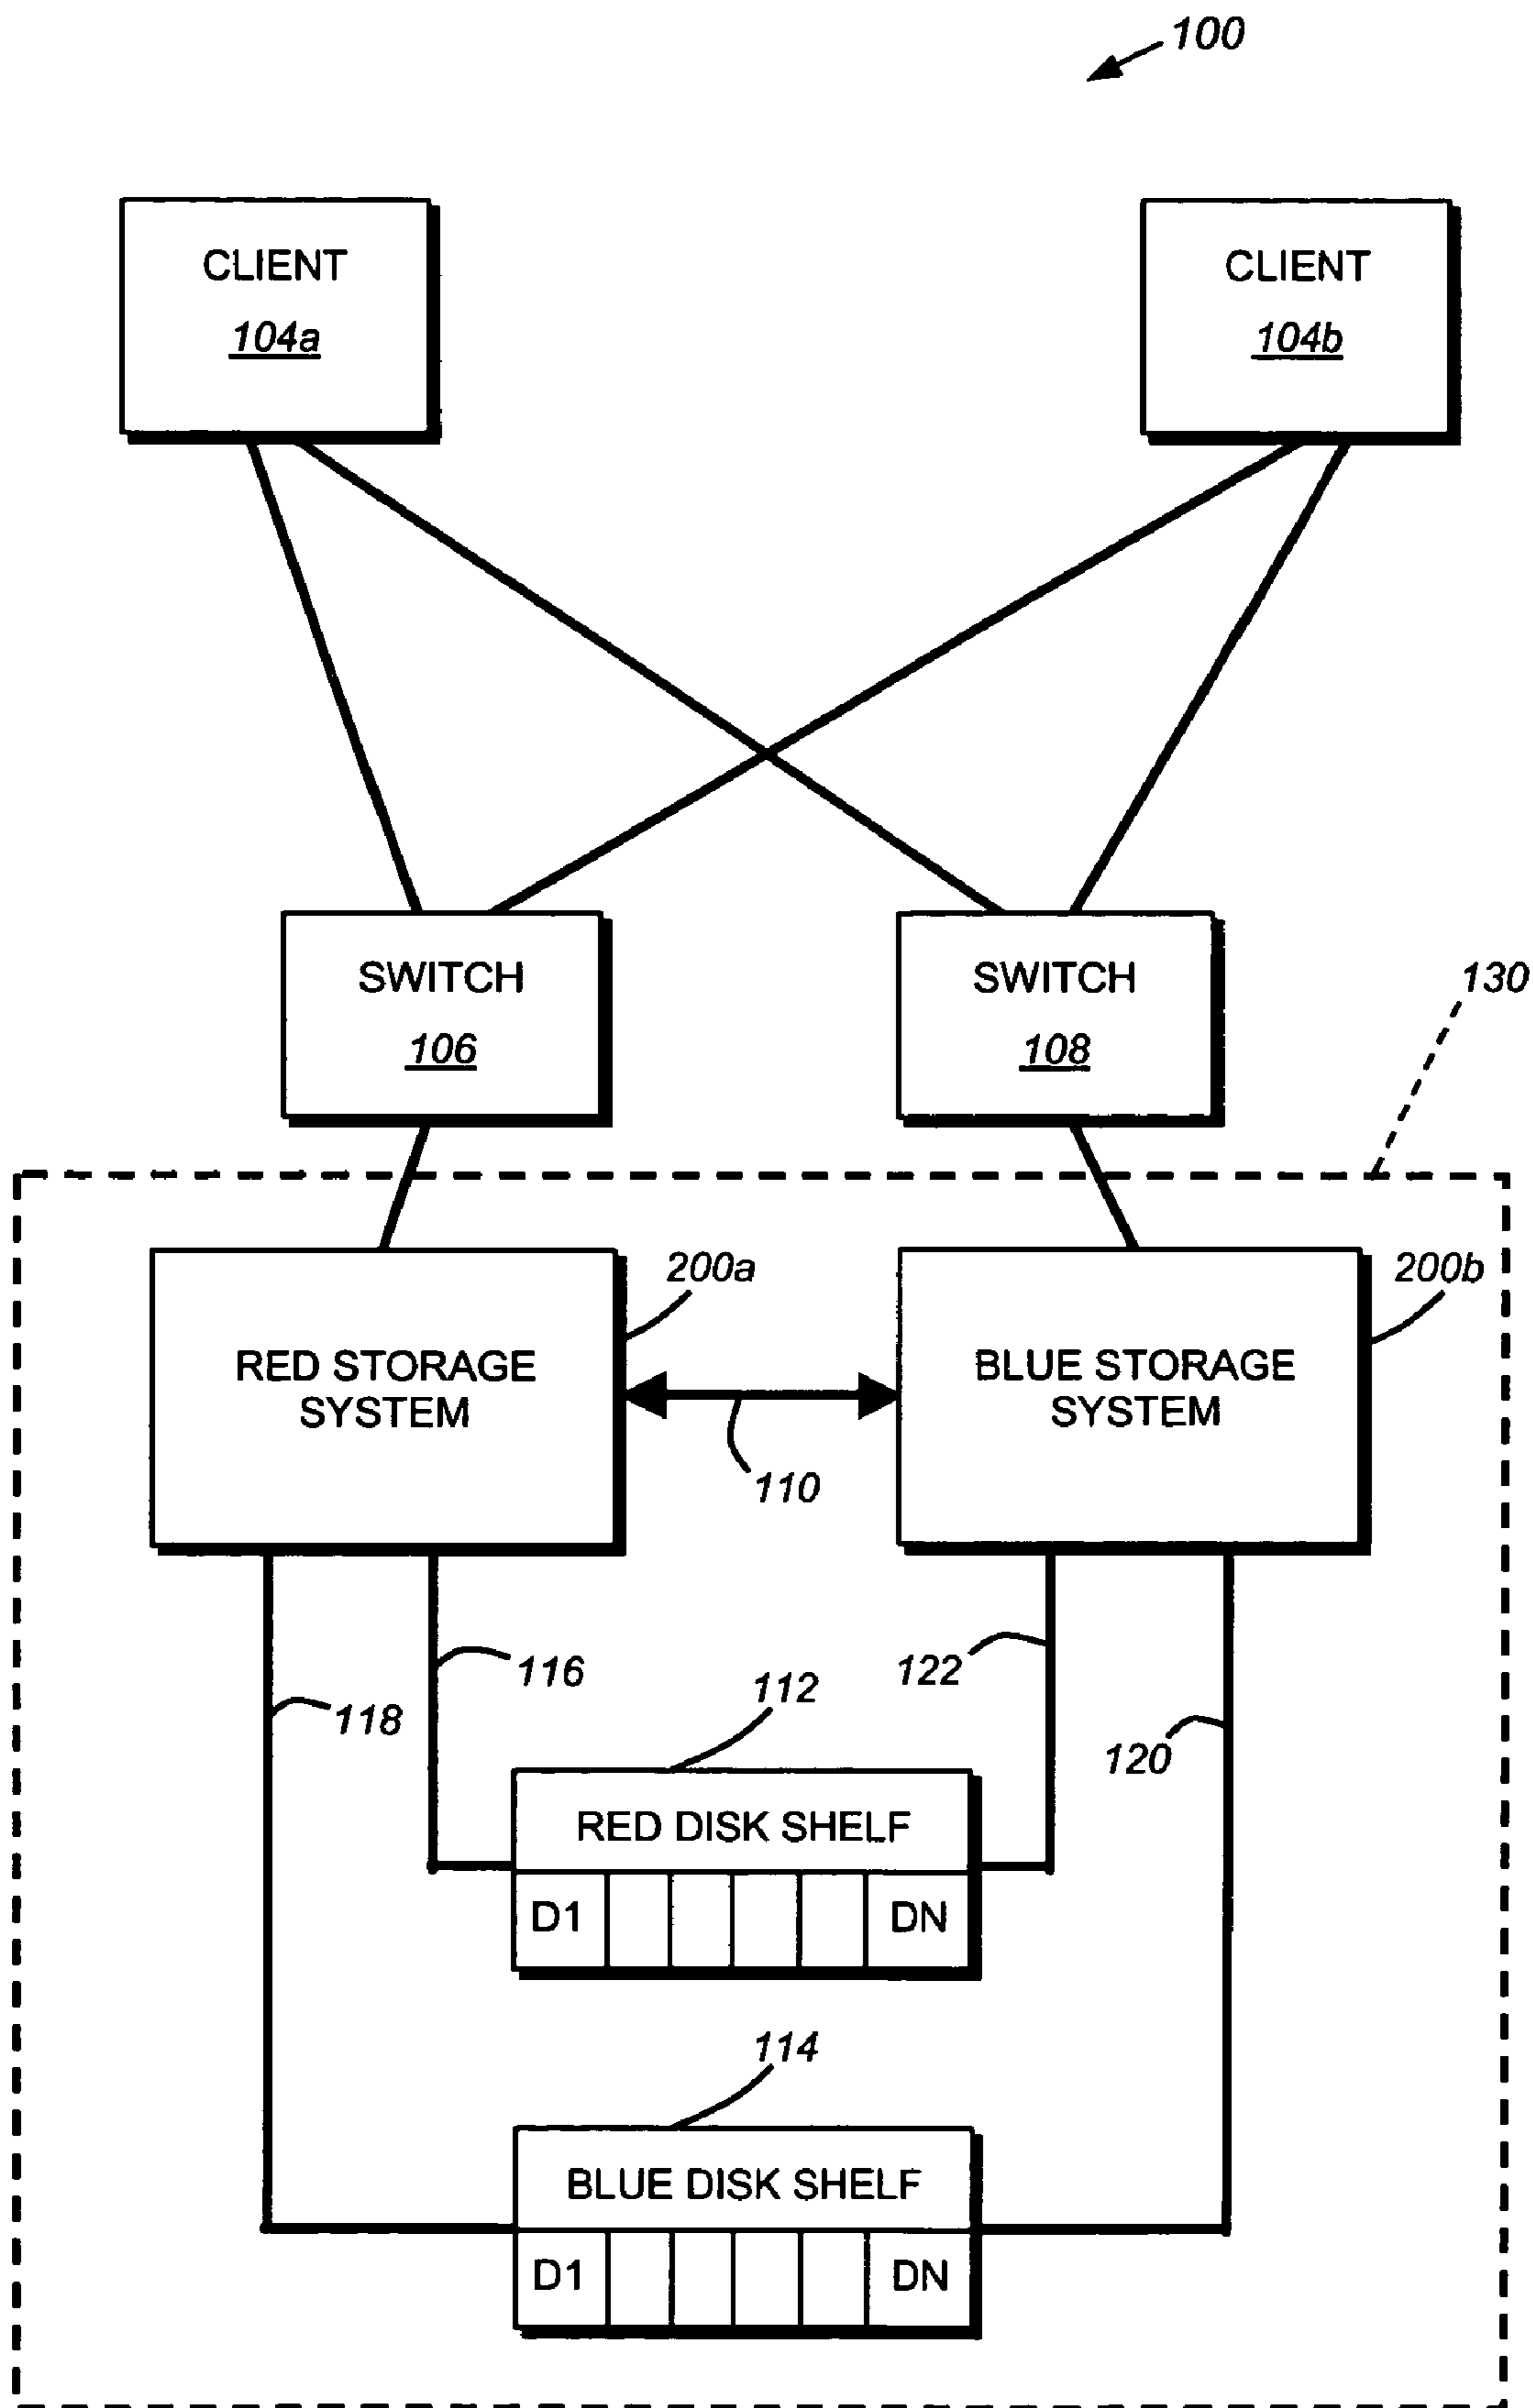 100
CLIENT
104a
CLIENT
104b
SWITCH
106
SWITCH
108
130
200a
200b
RED STORAGE
SYSTEM
BLUE STORAGE
SYSTEM
110
116
122
118
112
120
RED DISK SHELF
D1
DN
114
BLUE DISK SHELF
D1
DN